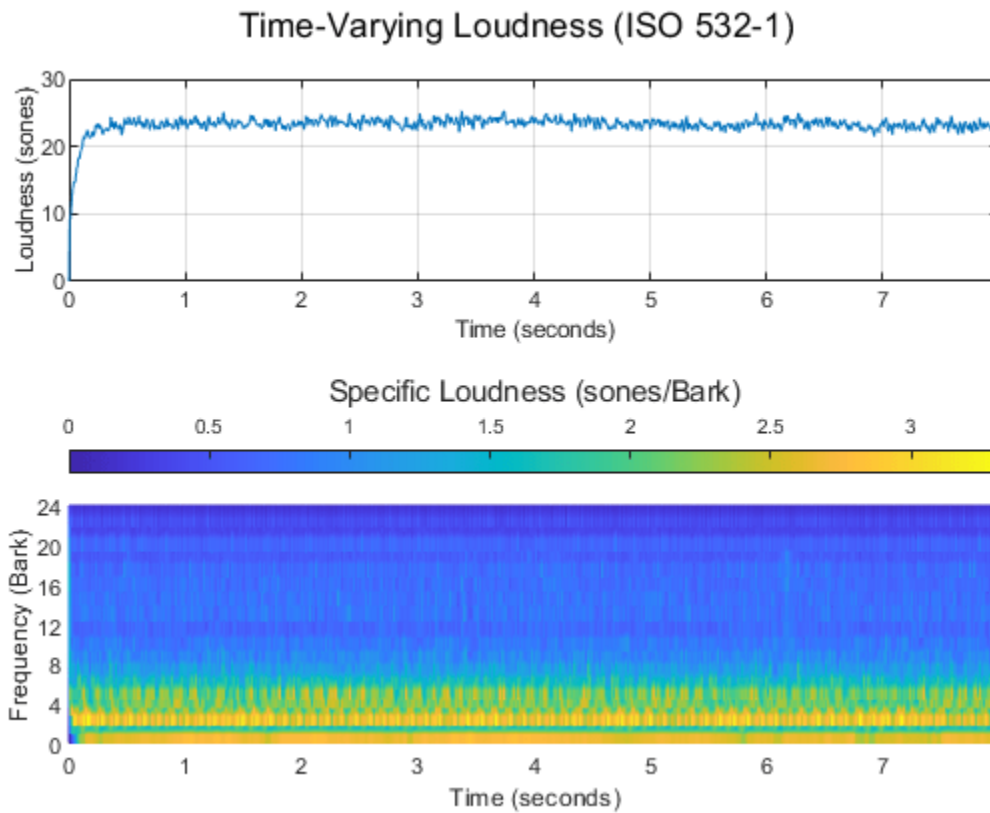 Time-Varying Loudness (ISO 532-1)
30
20
10
0
Loudness (sones)
0 1 2 3 4 5 6 7
Time (seconds)
Specific Loudness (sones/Bark)
0 0.5 1 1.5 2 2.5 3
24
20
16
12
8
4
0
Frequency (Bark)
0 1 2 3 4 5 6 7
Time (seconds)